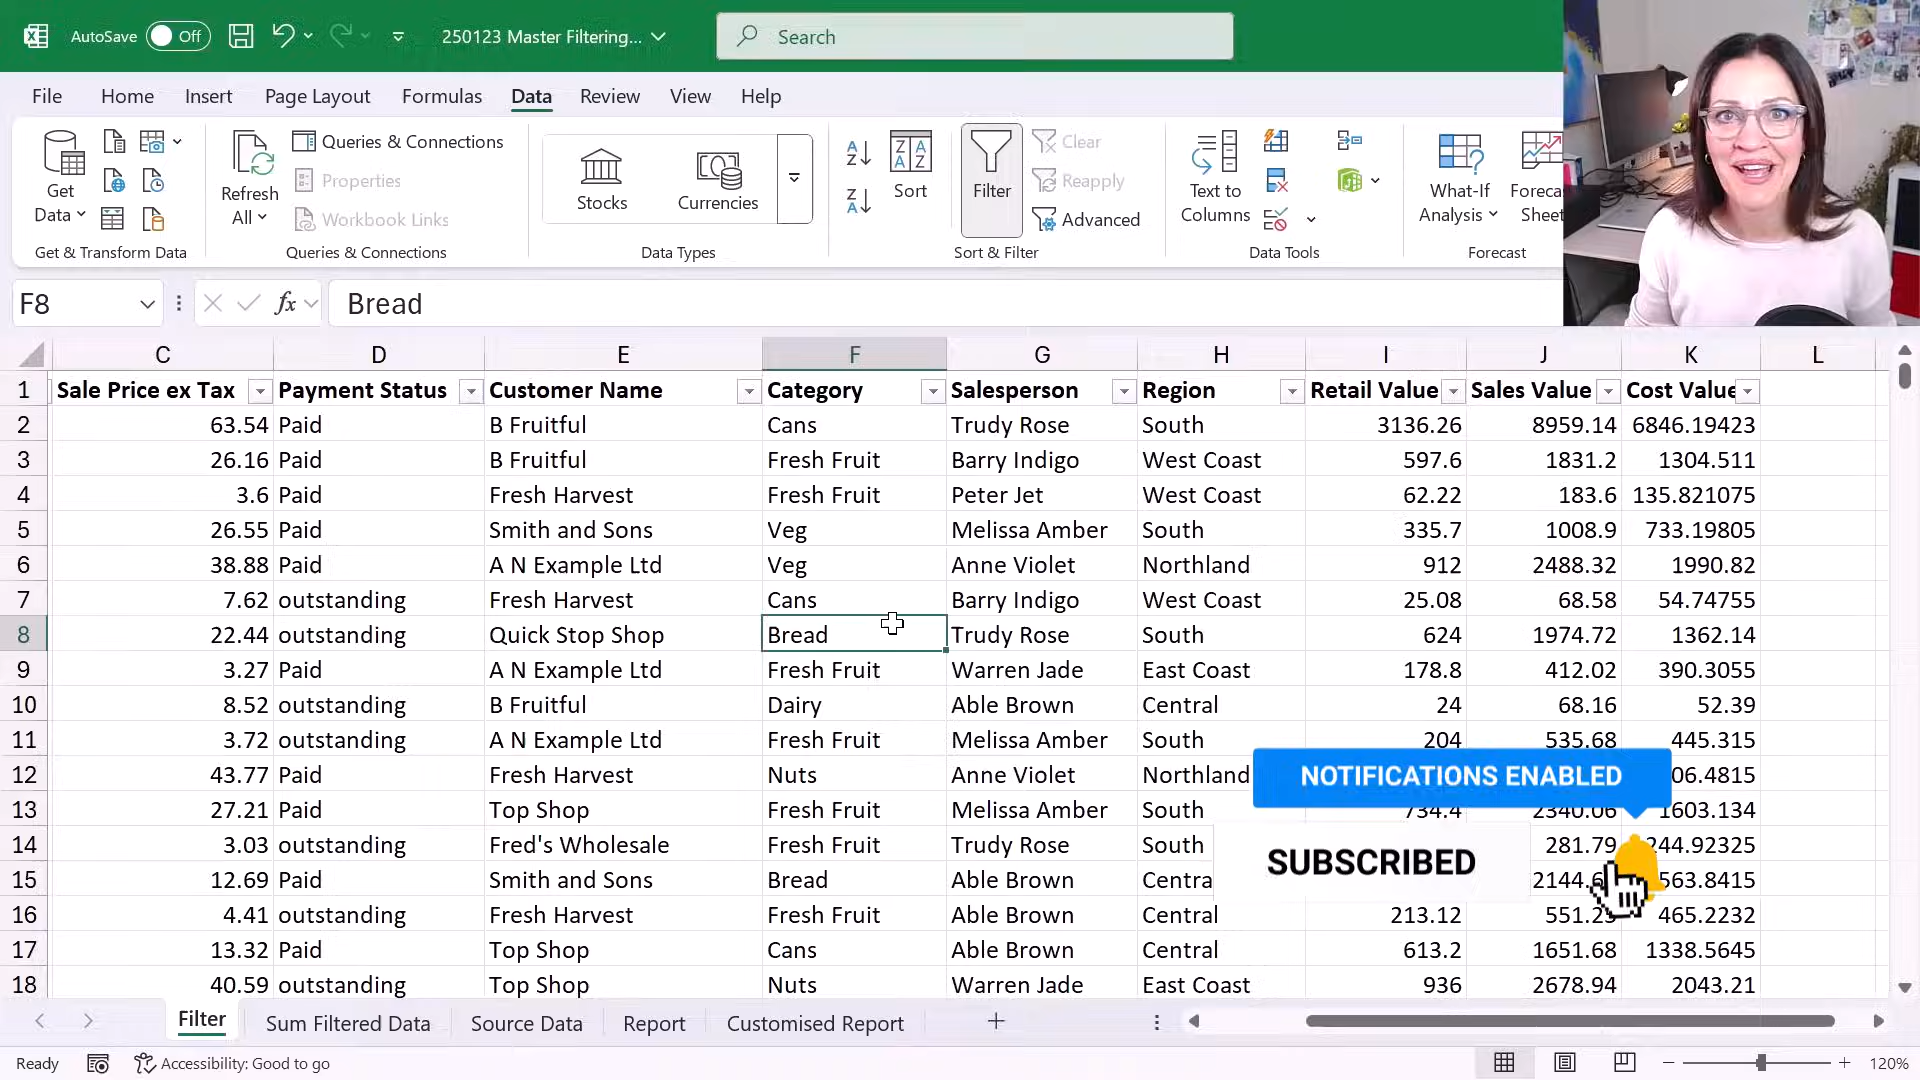 AutoSave Off 250123 Master Filtering... Search
File Home Insert Page Layout Formulas Data Review View Help
Get Data Refresh All Queries & Connections Properties Workbook Links Stocks Currencies Sort Filter Clear Reapply Advanced Text to Columns What-If Analysis Sheet
Get & Transform Data Queries & Connections Data Types Sort & Filter Data Tools Forecast
F8 fx Bread
C D E F G H I J K L
1 Sale Price ex Tax Payment Status Customer Name Category Salesperson Region Retail Value Sales Value Cost Value
2 63.54 Paid B Fruitful Cans Trudy Rose South 3136.26 8959.14 6846.19423
3 26.16 Paid B Fruitful Fresh Fruit Barry Indigo West Coast 597.6 1831.2 1304.511
4 3.6 Paid Fresh Harvest Fresh Fruit Peter Jet West Coast 62.22 183.6 135.821075
5 26.55 Paid Smith and Sons Veg Melissa Amber South 335.7 1008.9 733.19805
6 38.88 Paid A N Example Ltd Veg Anne Violet Northland 912 2488.32 1990.82
7 7.62 outstanding Fresh Harvest Cans Barry Indigo West Coast 25.08 68.58 54.74755
8 22.44 outstanding Quick Stop Shop Bread Trudy Rose South 624 1974.72 1362.14
9 3.27 Paid A N Example Ltd Fresh Fruit Warren Jade East Coast 178.8 412.02 390.3055
10 8.52 outstanding B Fruitful Dairy Able Brown Central 24 68.16 52.39
11 3.72 outstanding A N Example Ltd Fresh Fruit Melissa Amber South 204 535.68 445.315
12 43.77 Paid Fresh Harvest Nuts Anne Violet Northland NOTIFICATIONS ENABLED
13 27.21 Paid Top Shop Fresh Fruit Melissa Amber South 734.4 2340.06 1603.134
14 3.03 outstanding Fred's Wholesale Fresh Fruit Trudy Rose South 281.79
SUBSCRIBED
15 12.69 Paid Smith and Sons Bread Able Brown
16 4.41 outstanding Fresh Harvest Fresh Fruit Able Brown Central 213.12 465.2232
17 13.32 Paid Top Shop Cans Able Brown Central 613.2 1651.68 1338.5645
18 40.59 outstanding Top Shop Nuts Warren Jade East Coast 936 2678.94 2043.21
Filter Sum Filtered Data Source Data Report Customised Report
Ready Accessibility: Good to go 120%